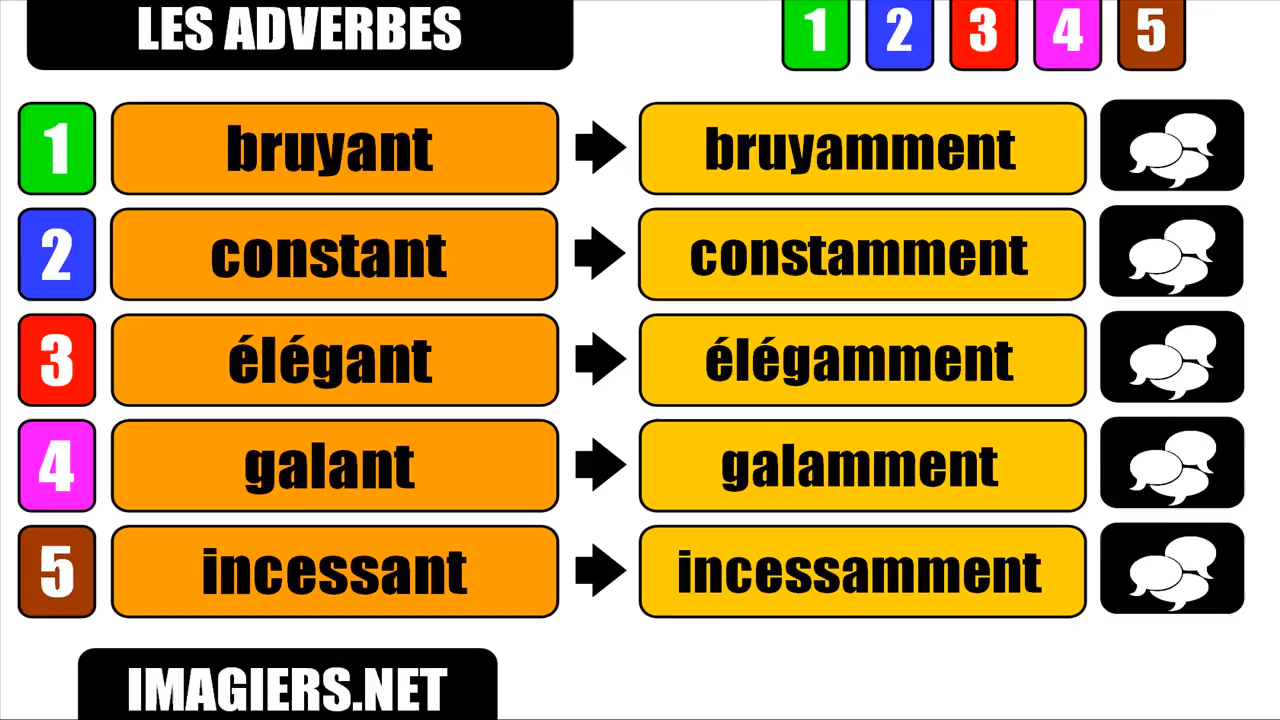 LES ADVERBES
1 2 3 4 5
1 bruyant bruyamment
2 constant constamment
3 élégant élégamment
4 galant galamment
5 incessant incessamment
IMAGIERS.NET